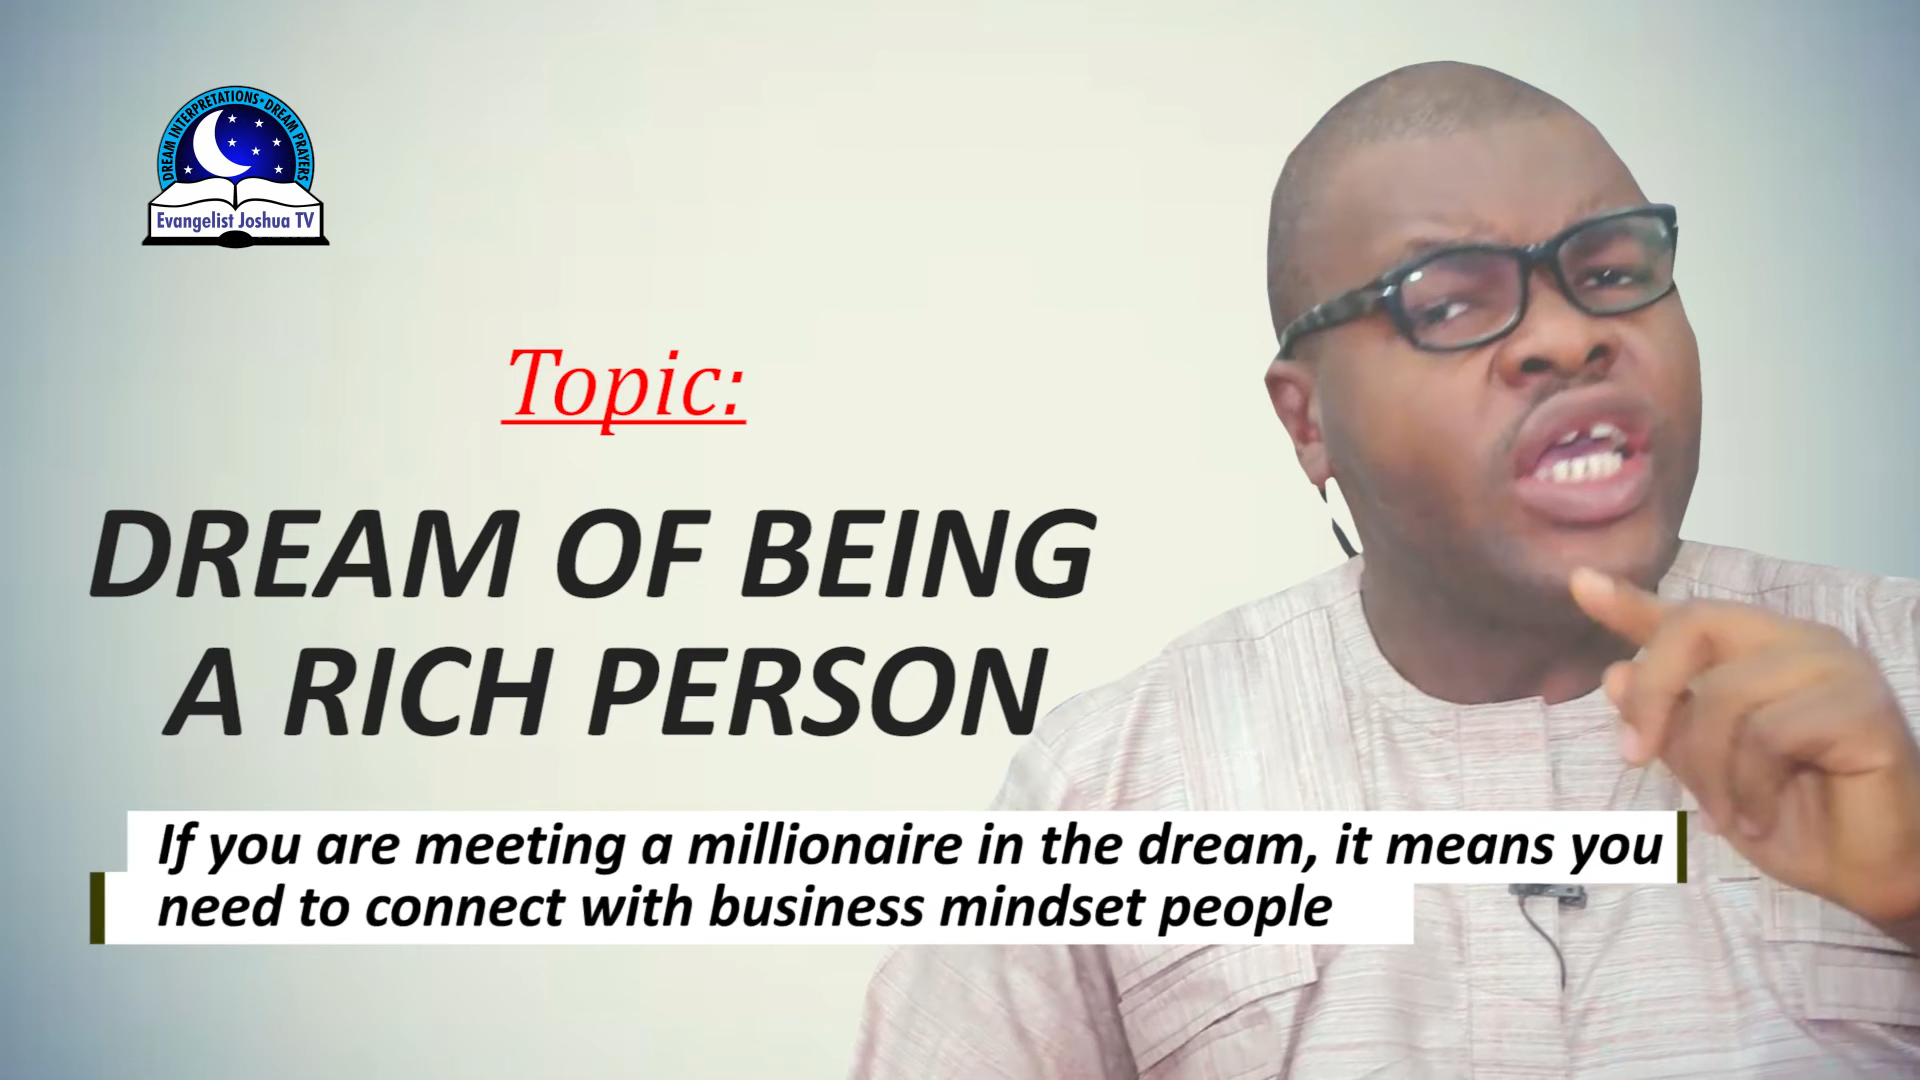 DREAM INTERPRETATIONS • DREAM PRAYERS
Evangelist Joshua TV
Topic:
DREAM OF BEING
A RICH PERSON
If you are meeting a millionaire in the dream, it means you
need to connect with business mindset people